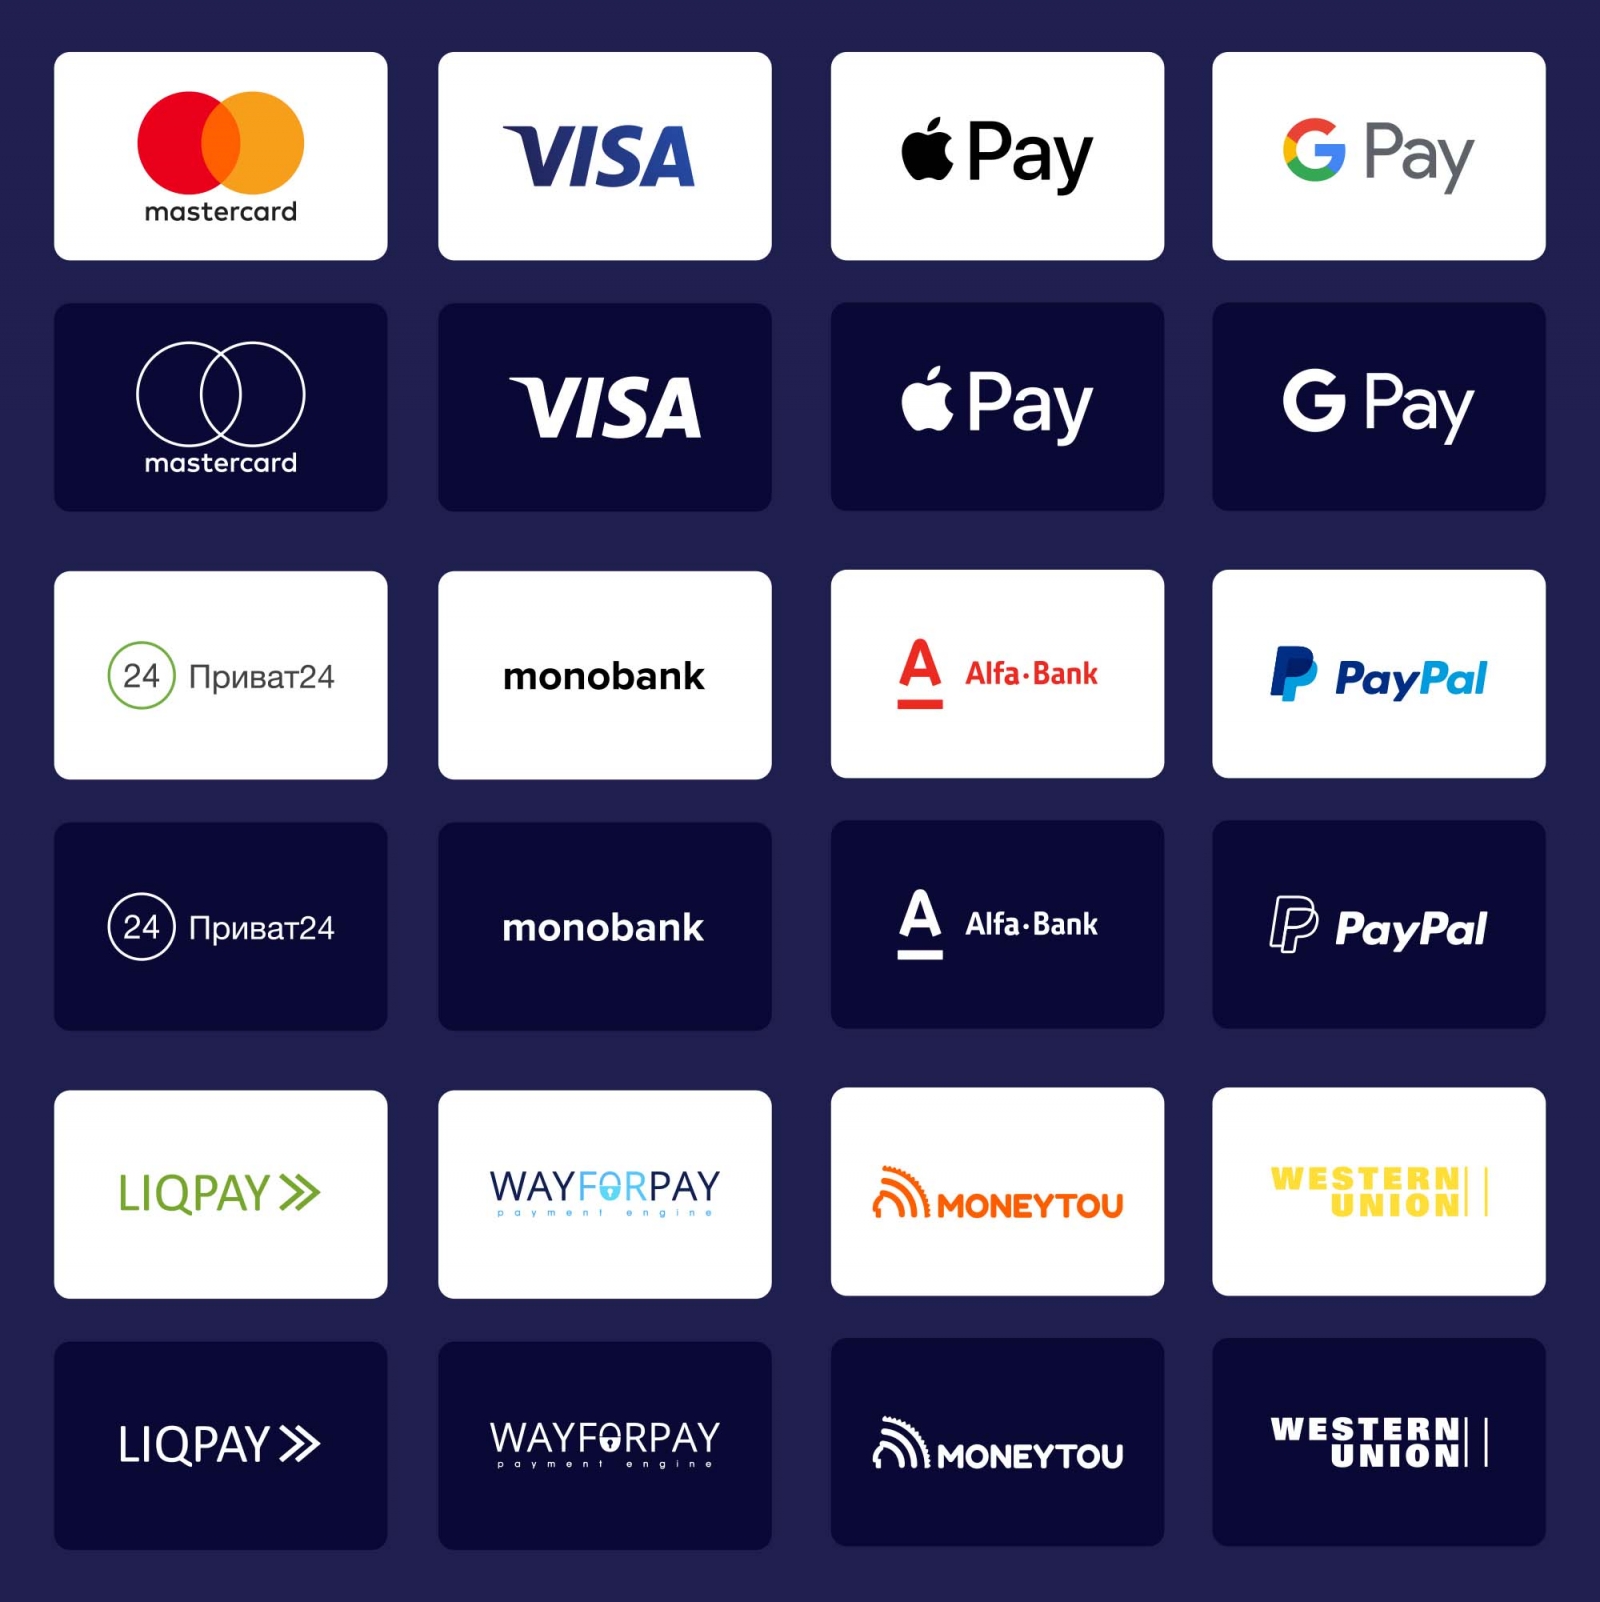 mastercard
VISA
Pay
G Pay
mastercard
VISA
Pay
G Pay
24 Приват24
monobank
A Alfa·Bank
P PayPal
24 Приват24
monobank
A Alfa·Bank
P PayPal
LIQPAY
WAYFORPAY
payment engine
MONEYTOU
WESTERN
UNION
LIQPAY
WAYFORPAY
payment engine
MONEYTOU
WESTERN
UNION